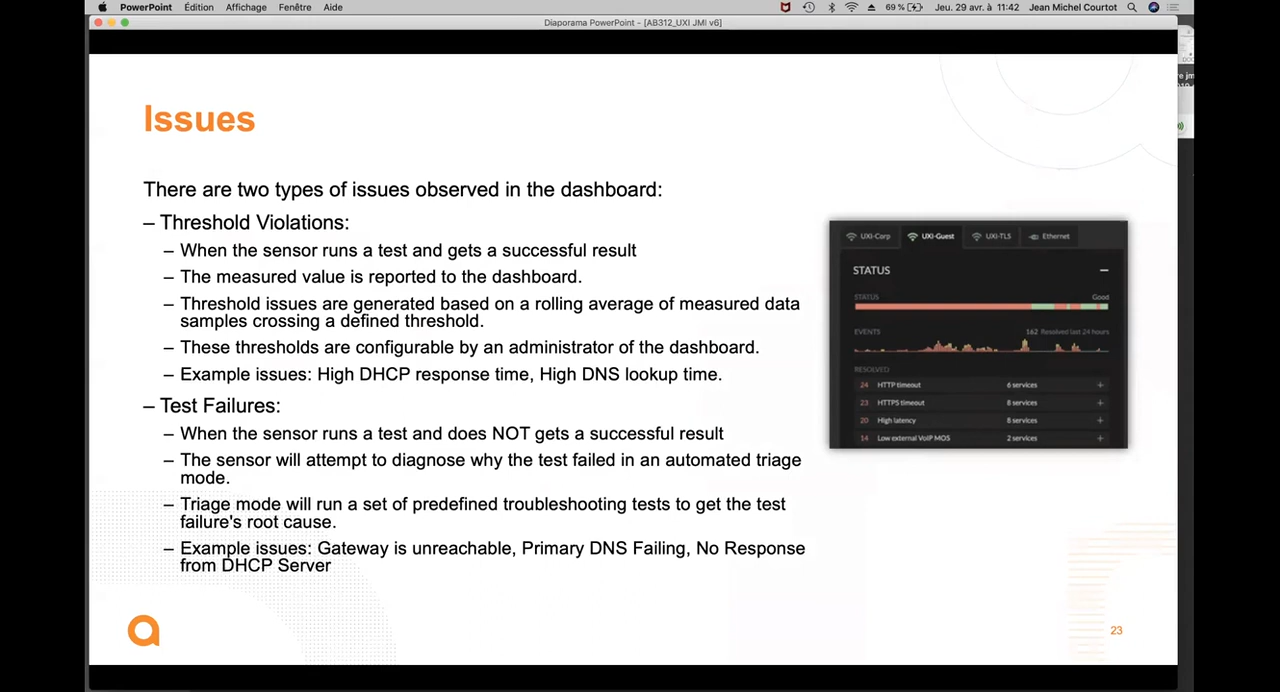 PowerPoint Édition Affichage Fenêtre Aide 69 % Jeu. 29 avr. à 11:42 Jean Michel Courtot
Diaporama PowerPoint - [AB312_UXI JMI v6]
Issues
There are two types of issues observed in the dashboard:
– Threshold Violations:
– When the sensor runs a test and gets a successful result
– The measured value is reported to the dashboard.
– Threshold issues are generated based on a rolling average of measured data
samples crossing a defined threshold.
– These thresholds are configurable by an administrator of the dashboard.
– Example issues: High DHCP response time, High DNS lookup time.
– Test Failures:
– When the sensor runs a test and does NOT gets a successful result
– The sensor will attempt to diagnose why the test failed in an automated triage
mode.
– Triage mode will run a set of predefined troubleshooting tests to get the test
failure's root cause.
– Example issues: Gateway is unreachable, Primary DNS Failing, No Response
from DHCP Server
UXI-Corp UXI-Guest UXI-TLS Ethernet
STATUS
STATUS Good
EVENTS 162 Resolved last 24 hours
RESOLVED
24 HTTP timeout 6 services +
23 HTTPS timeout 8 services +
20 High latency 8 services +
14 Low external VoIP MOS 2 services +
23